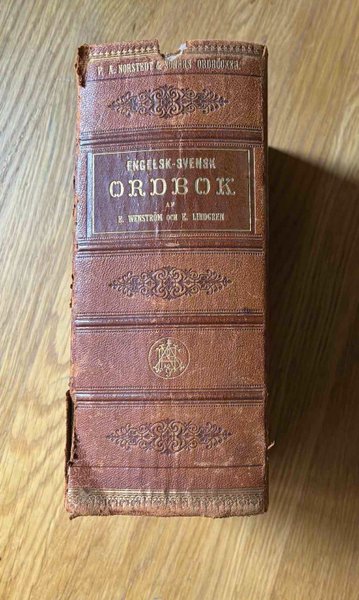 P. A. NORSTEDT & SÖNERS ORDBÖCKER.
ENGELSK-SVENSK
ORDBOK
AF
E. WENSTRÖM OCH E. LINDGREN